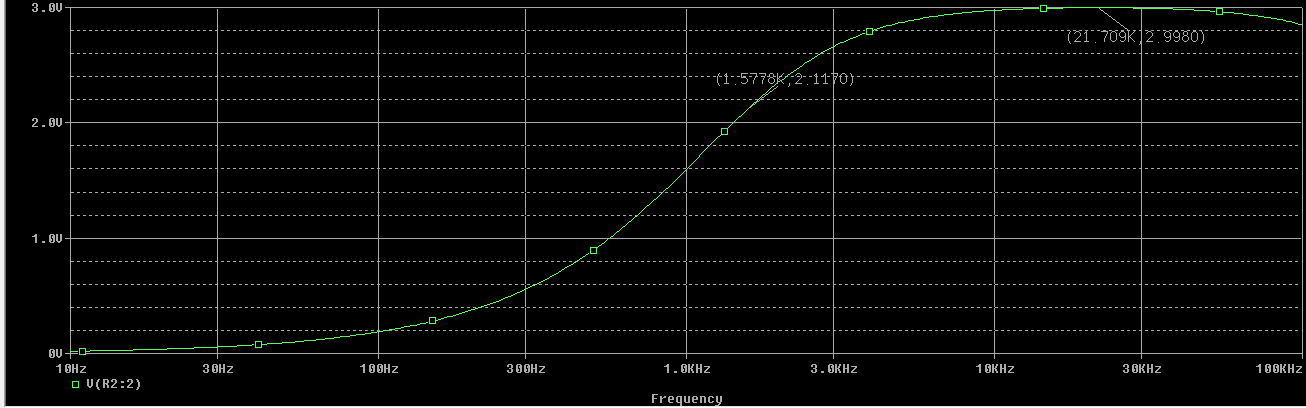 3.0V
(21.709K,2.9980)
(1.5778K,2.1170)
2.0V
1.0V
0V
10Hz 30Hz 100Hz 300Hz 1.0KHz 3.0KHz 10KHz 30KHz 100KHz
V(R2:2)
Frequency